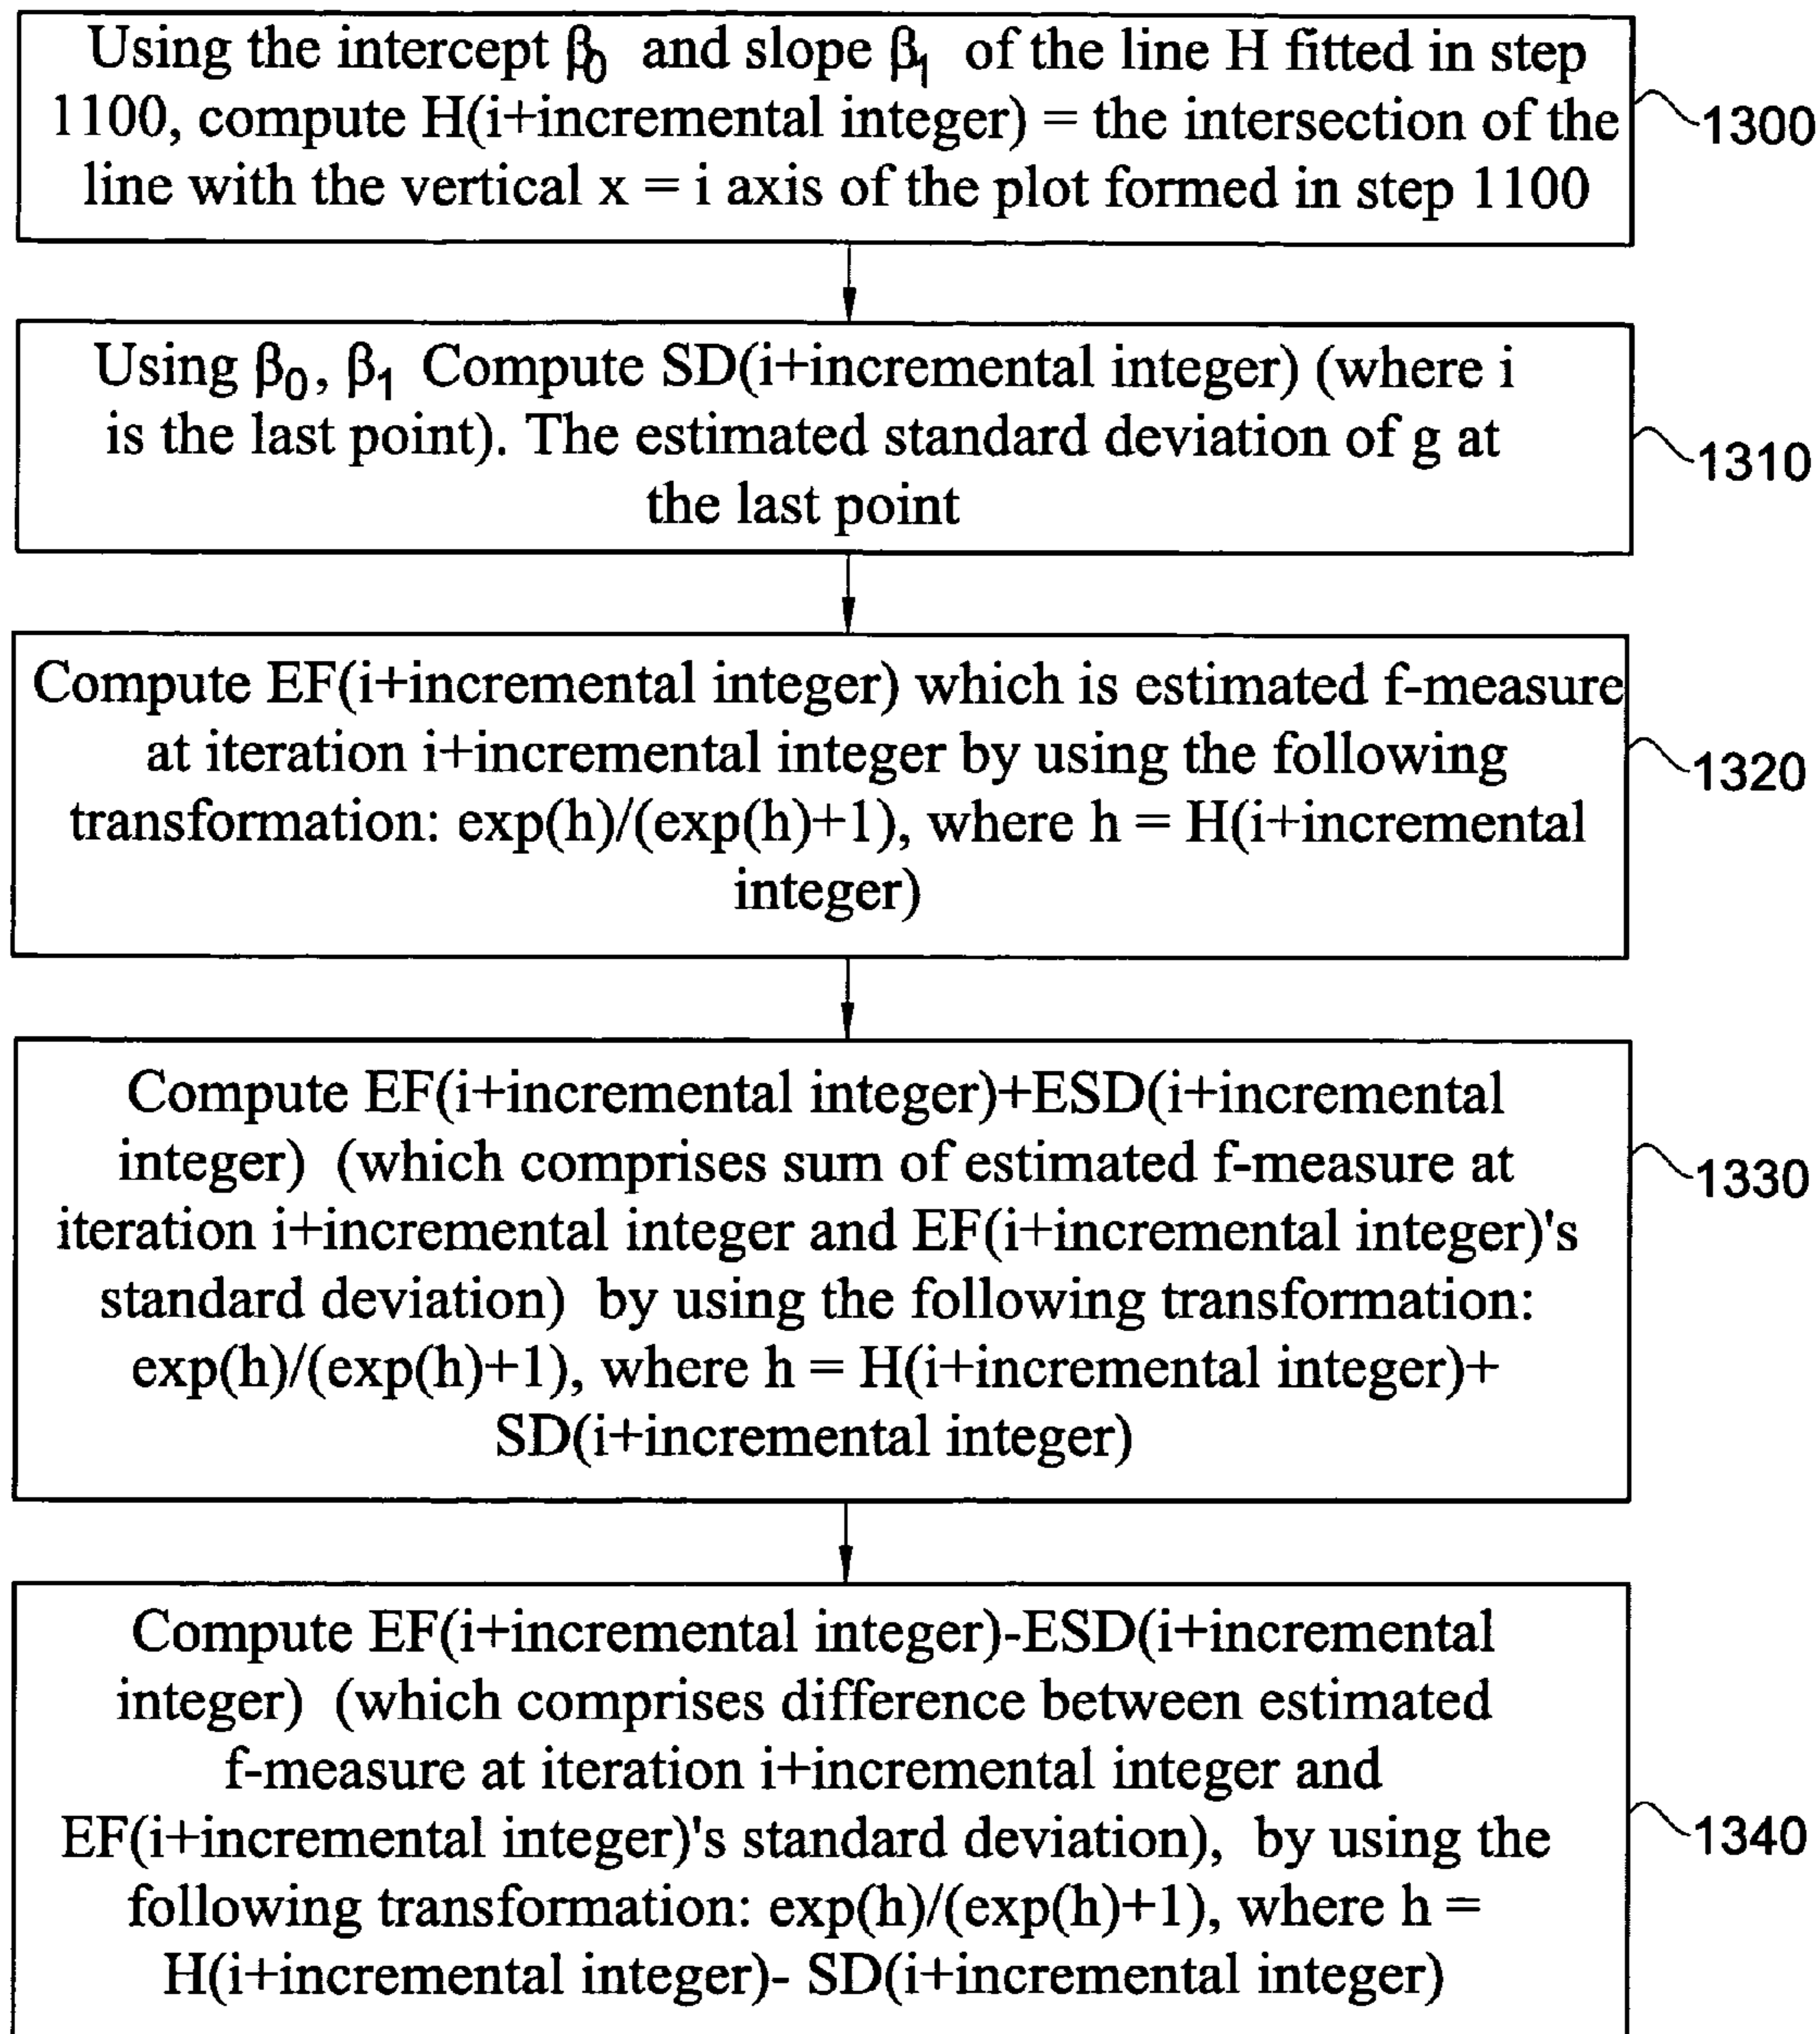 Using the intercept β0 and slope β1 of the line H fitted in step
1100, compute H(i+incremental integer) = the intersection of the
line with the vertical x = i axis of the plot formed in step 1100
1300
Using β0, β1 Compute SD(i+incremental integer) (where i
is the last point). The estimated standard deviation of g at
the last point
1310
Compute EF(i+incremental integer) which is estimated f-measure
at iteration i+incremental integer by using the following
transformation: exp(h)/(exp(h)+1), where h = H(i+incremental
integer)
1320
Compute EF(i+incremental integer)+ESD(i+incremental
integer) (which comprises sum of estimated f-measure at
iteration i+incremental integer and EF(i+incremental integer)'s
standard deviation) by using the following transformation:
exp(h)/(exp(h)+1), where h = H(i+incremental integer)+
SD(i+incremental integer)
1330
Compute EF(i+incremental integer)-ESD(i+incremental
integer) (which comprises difference between estimated
f-measure at iteration i+incremental integer and
EF(i+incremental integer)'s standard deviation), by using the
following transformation: exp(h)/(exp(h)+1), where h =
H(i+incremental integer)- SD(i+incremental integer)
1340